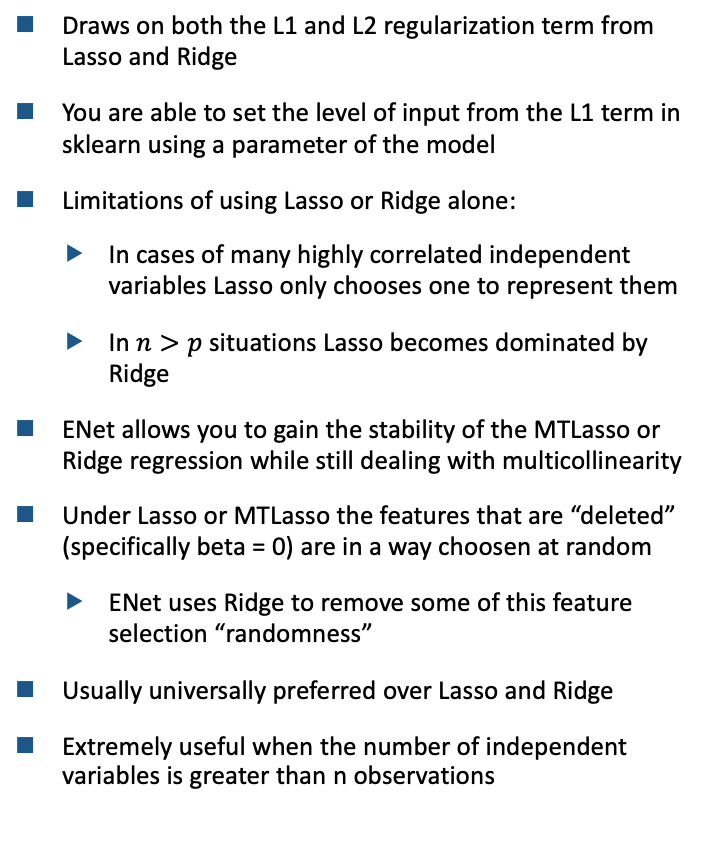 Draws on both the L1 and L2 regularization term from
Lasso and Ridge
You are able to set the level of input from the L1 term in
sklearn using a parameter of the model
Limitations of using Lasso or Ridge alone:
In cases of many highly correlated independent
variables Lasso only chooses one to represent them
In n > p situations Lasso becomes dominated by
Ridge
ENet allows you to gain the stability of the MTLasso or
Ridge regression while still dealing with multicollinearity
Under Lasso or MTLasso the features that are “deleted”
(specifically beta = 0) are in a way choosen at random
ENet uses Ridge to remove some of this feature
selection “randomness”
Usually universally preferred over Lasso and Ridge
Extremely useful when the number of independent
variables is greater than n observations